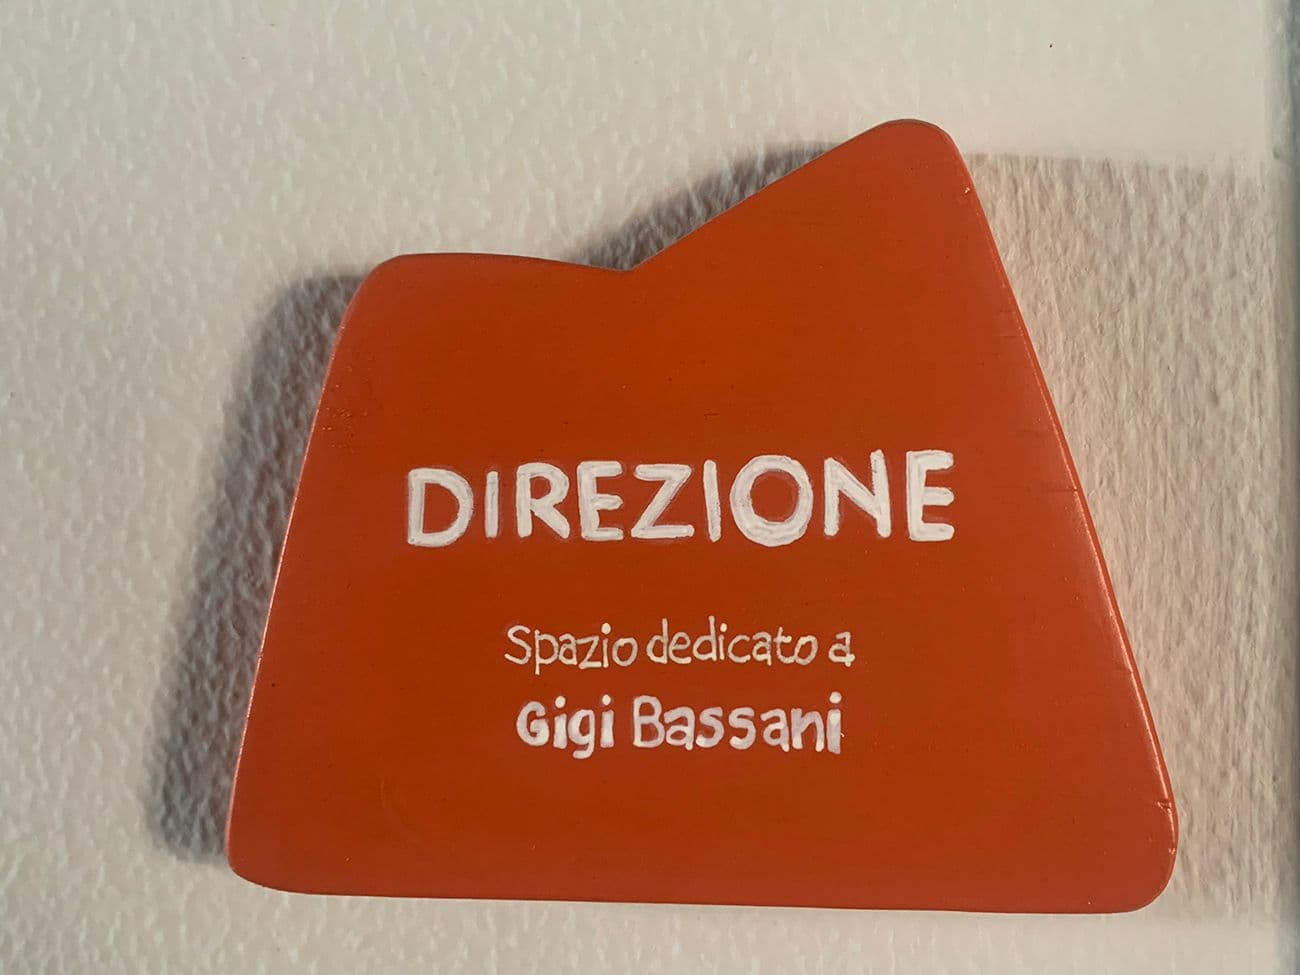 DIREZIONE
Spazio dedicato a
Gigi Bassani